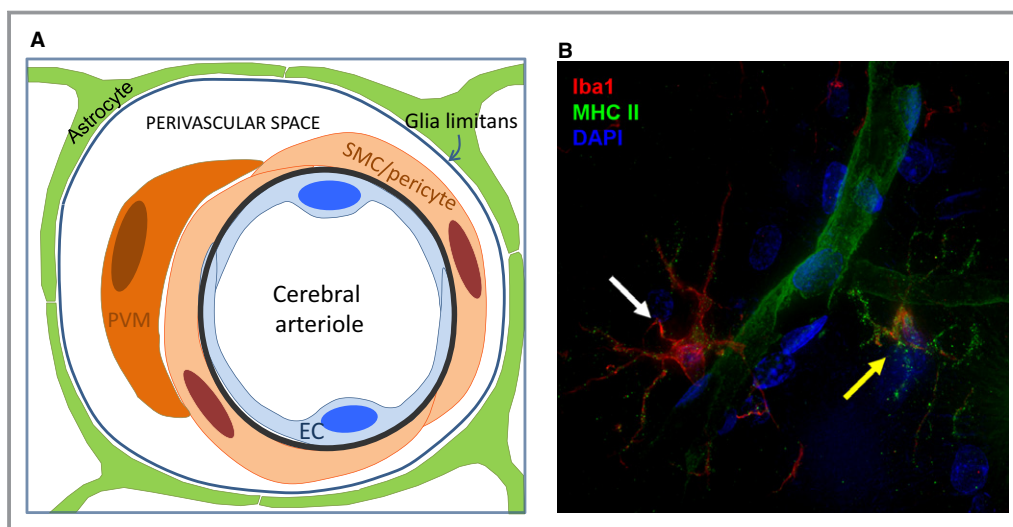 A
Astrocyte
PERIVASCULAR SPACE
Glia limitans
SMC/pericyte
PVM
Cerebral
arteriole
EC
B
Iba1
MHC II
DAPI